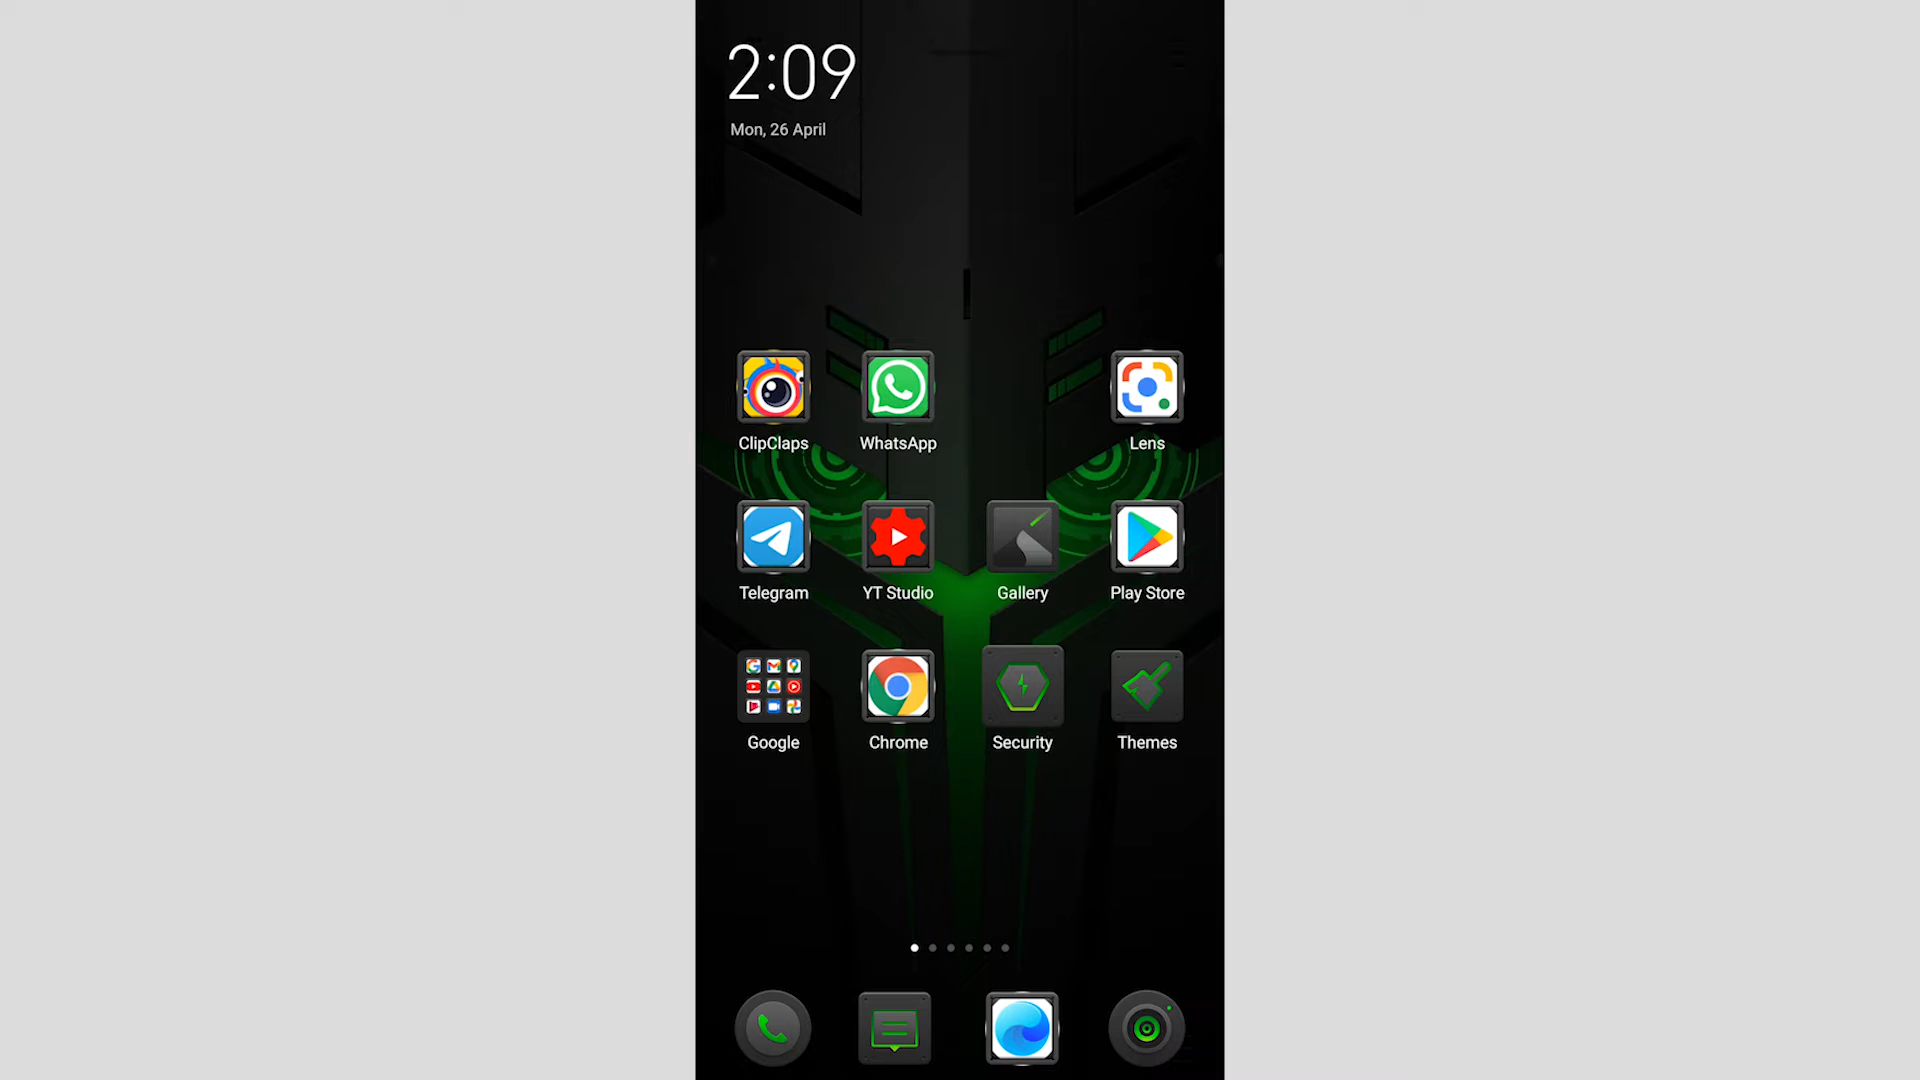 2:09
Mon, 26 April
ClipClaps
WhatsApp
Lens
Telegram
YT Studio
Gallery
Play Store
Google
Chrome
Security
Themes